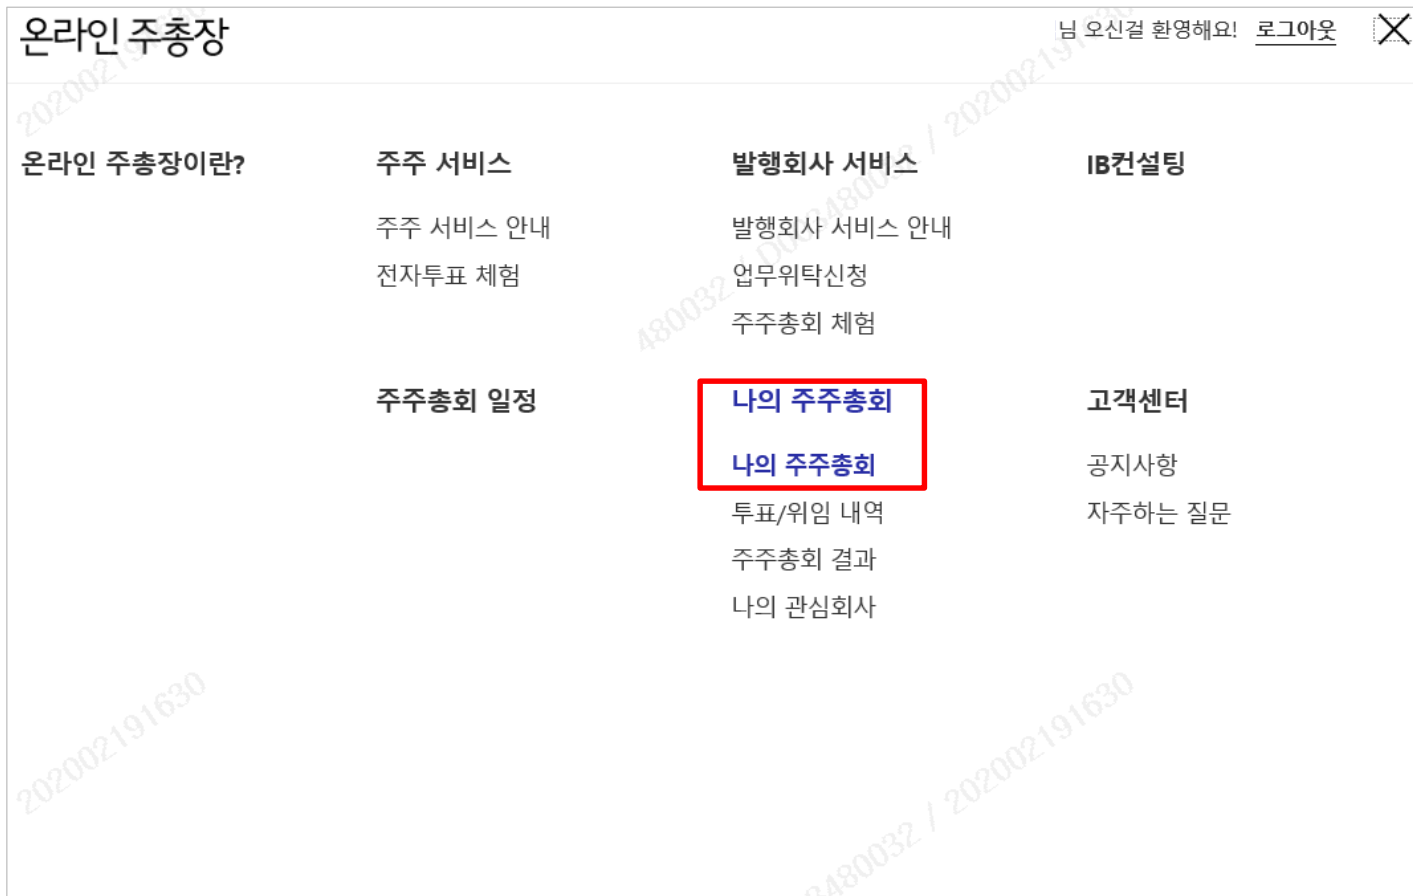 온라인 주총장
님 오신걸 환영해요! 로그아웃
온라인 주총장이란?
주주 서비스
주주 서비스 안내
전자투표 체험
발행회사 서비스
발행회사 서비스 안내
업무위탁신청
주주총회 체험
IB컨설팅
주주총회 일정
나의 주주총회
나의 주주총회
투표/위임 내역
주주총회 결과
나의 관심회사
고객센터
공지사항
자주하는 질문
202002191630
202002191630